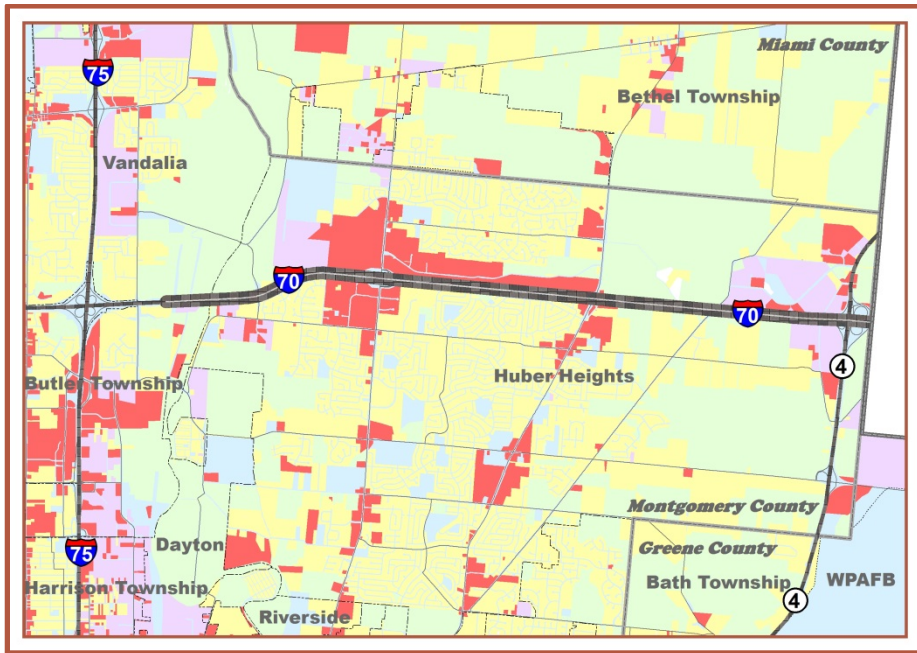 Miami County
75
Bethel Township
Vandalia
70
70
Butler Township
Huber Heights
4
Montgomery County
Greene County
75
Dayton
Harrison Township
Bath Township
WPAFB
4
Riverside